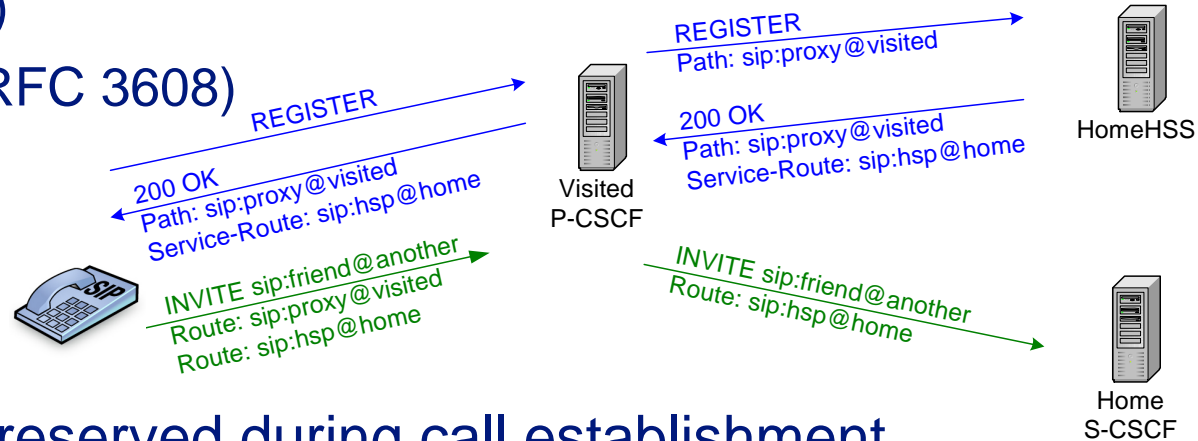 )
RFC 3608)
REGISTER
Path: sip:proxy@visited
200 OK
Path: sip:proxy@visited
Service-Route: sip:hsp@home
HomeHSS
REGISTER
200 OK
Path: sip:proxy@visited
Service-Route: sip:hsp@home
Visited
P-CSCF
SIP
INVITE sip:friend@another
Route: sip:proxy@visited
Route: sip:hsp@home
INVITE sip:friend@another
Route: sip:hsp@home
Home
S-CSCF
reserved during call establishment